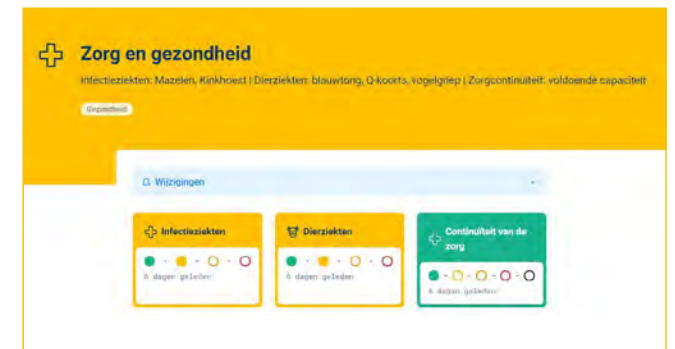 Zorg en gezondheid
Infectieziekten: Mazelen, Kinkhoest | Dierziekten: blauwtong, Q-koorts, vogelgriep | Zorgcontinuïteit: voldoende capaciteit
Gezondheid
Wijzigingen
Infectieziekten
Dierziekten
Continuïteit van de
zorg
6 dagen geleden
6 dagen geleden
6 dagen geleden